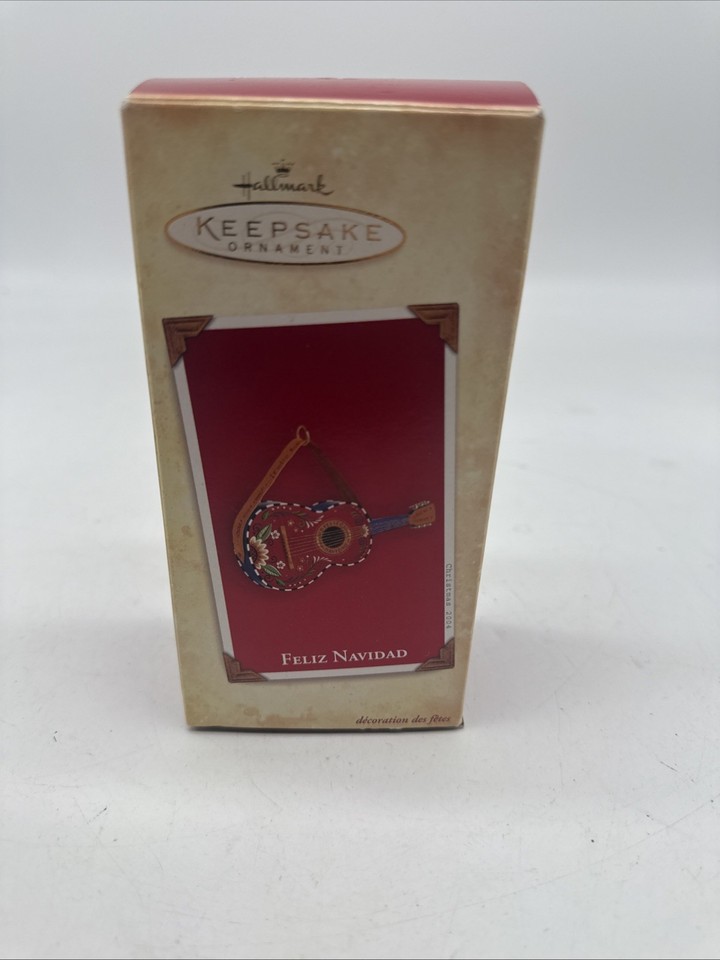 Hallmark
KEEPSAKE
ORNAMENT
Christmas 2004
FELIZ NAVIDAD
décoration des fêtes